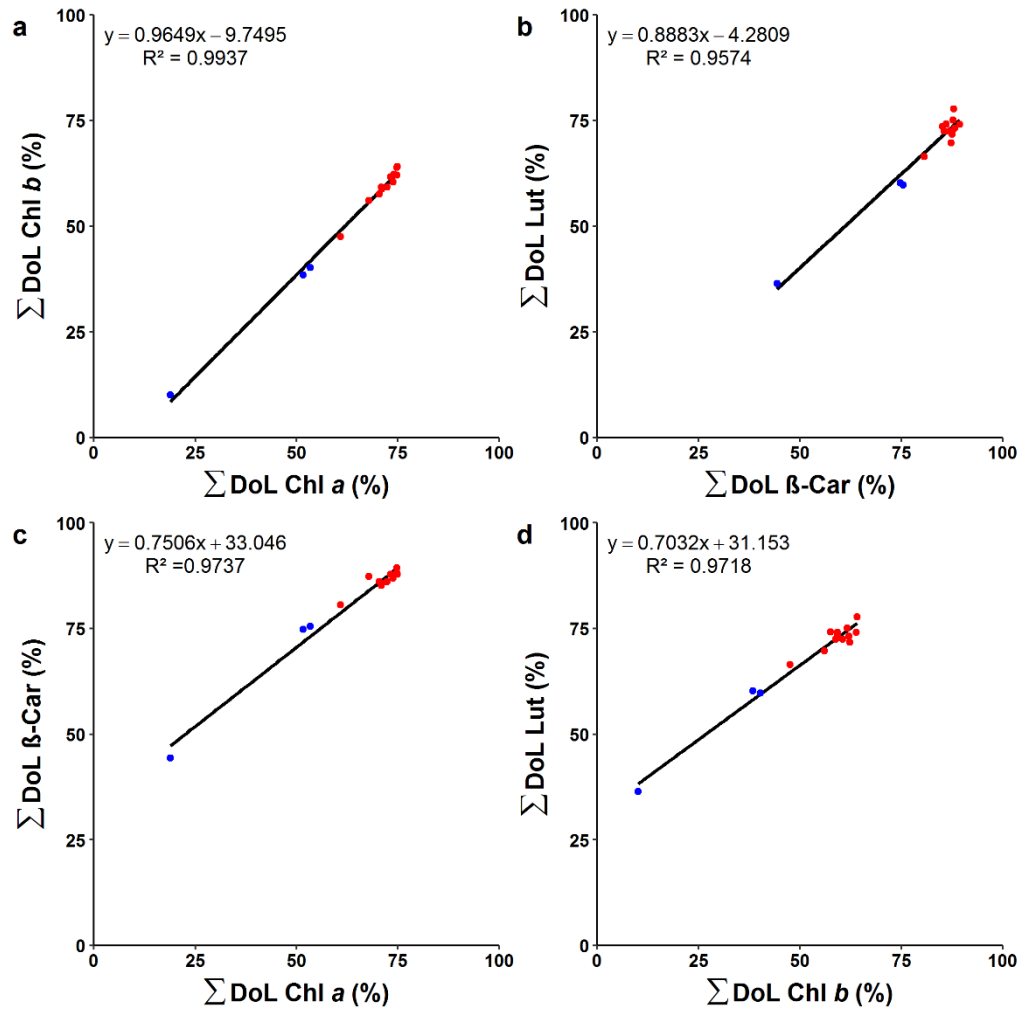 a
y = 0.9649x − 9.7495
R² = 0.9937
100
75
50
25
0
∑ DoL Chl b (%)
0 25 50 75 100
∑ DoL Chl a (%)
b
y = 0.8883x − 4.2809
R² = 0.9574
100
75
50
25
0
∑ DoL Lut (%)
0 25 50 75 100
∑ DoL ß-Car (%)
c
y = 0.7506x + 33.046
R² =0.9737
100
75
50
25
0
∑ DoL ß-Car (%)
0 25 50 75 100
∑ DoL Chl a (%)
d
y = 0.7032x + 31.153
R² = 0.9718
100
75
50
25
0
∑ DoL Lut (%)
0 25 50 75 100
∑ DoL Chl b (%)